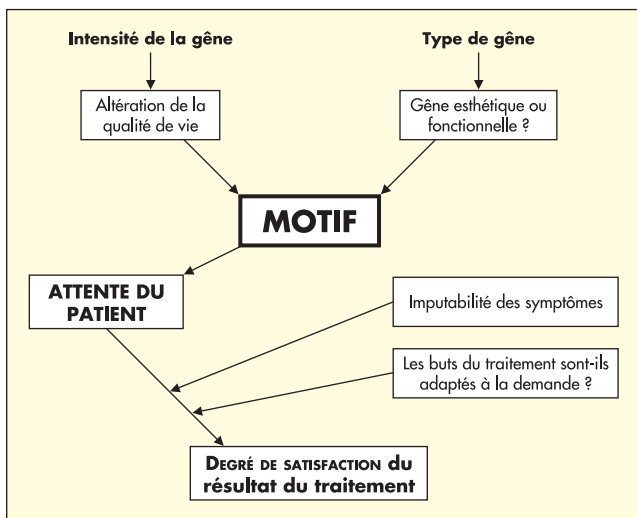 Intensité de la gêne
Type de gêne
Altération de la
qualité de vie
Gêne esthétique ou
fonctionnelle ?
MOTIF
ATTENTE DU
PATIENT
Imputabilité des symptômes
Les buts du traitement sont-ils
adaptés à la demande ?
DEGRÉ DE SATISFACTION du
résultat du traitement